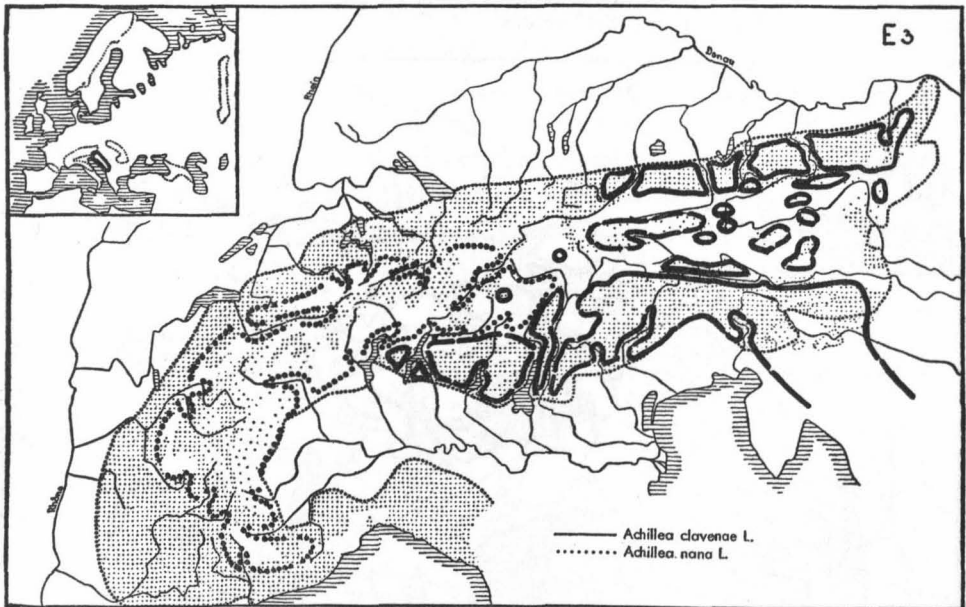 E3
Donau
Rhein
Rhône
Achillea clavenae L.
Achillea nana L.